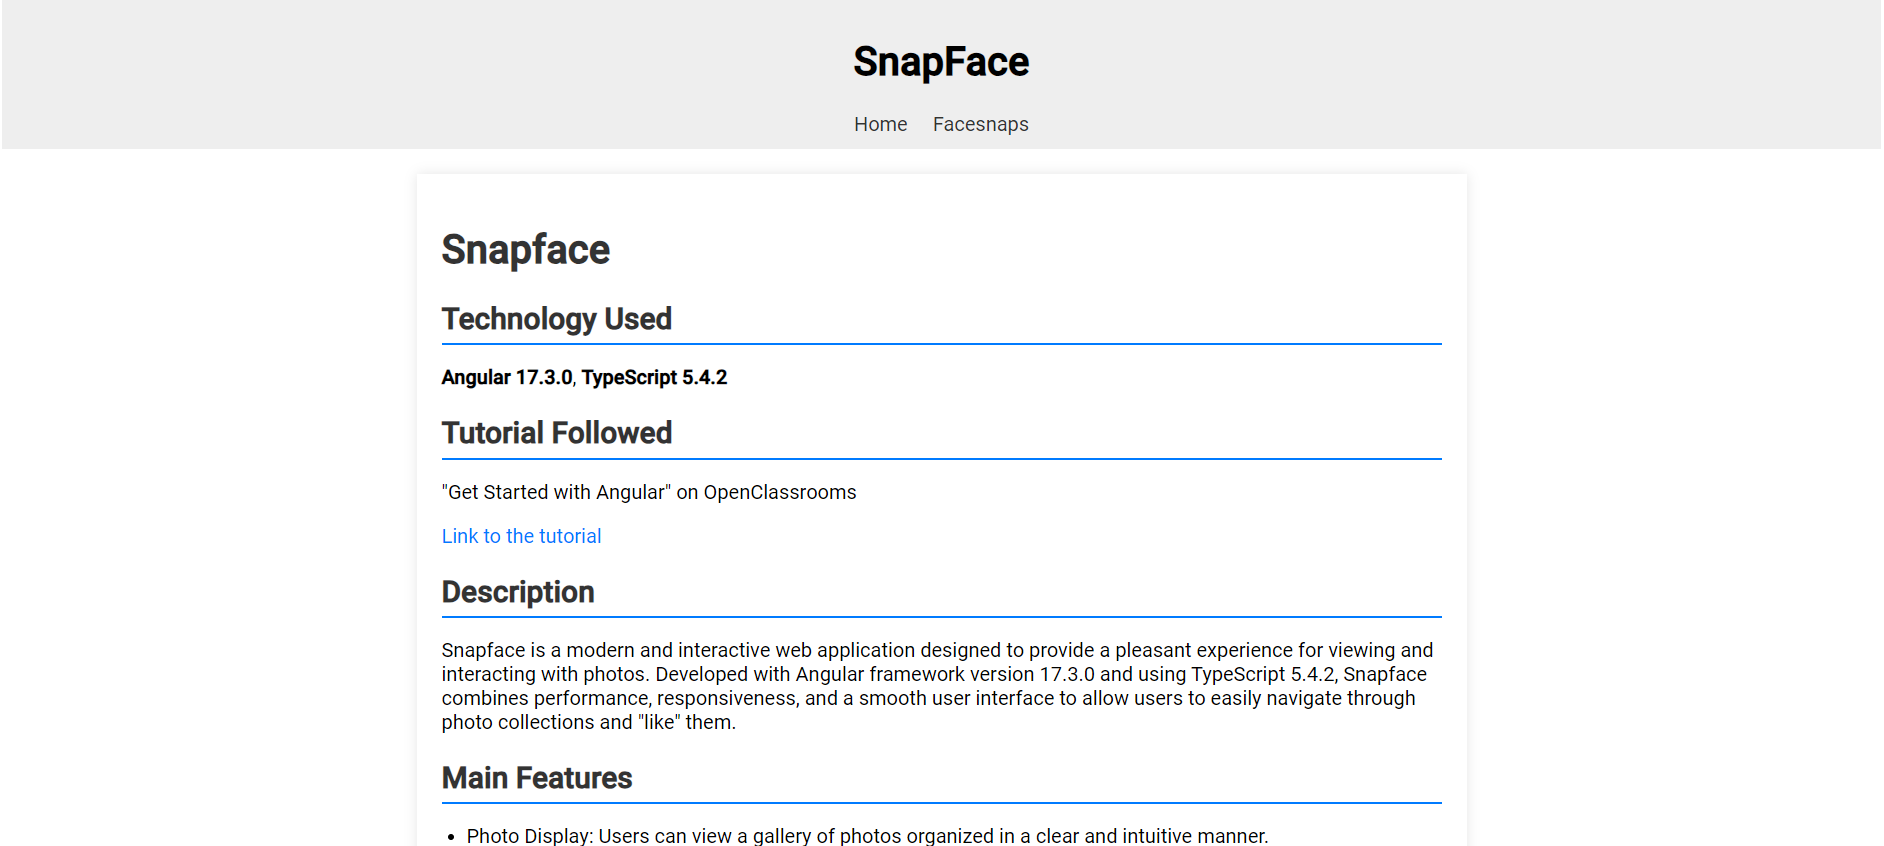 SnapFace
Home Facesnaps
Snapface
Technology Used
Angular 17.3.0, TypeScript 5.4.2
Tutorial Followed
"Get Started with Angular" on OpenClassrooms
Link to the tutorial
Description
Snapface is a modern and interactive web application designed to provide a pleasant experience for viewing and
interacting with photos. Developed with Angular framework version 17.3.0 and using TypeScript 5.4.2, Snapface
combines performance, responsiveness, and a smooth user interface to allow users to easily navigate through
photo collections and "like" them.
Main Features
• Photo Display: Users can view a gallery of photos organized in a clear and intuitive manner.